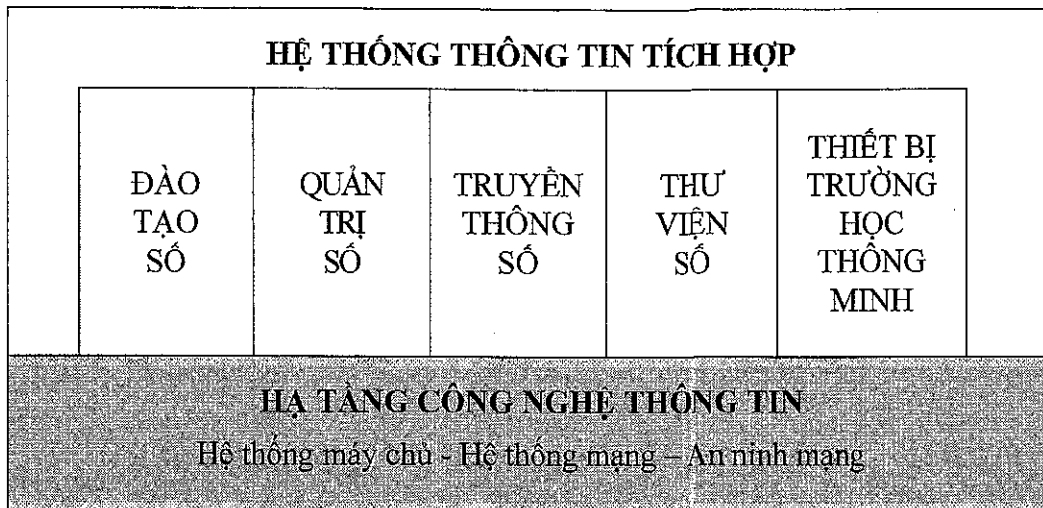 HỆ THỐNG THÔNG TIN TÍCH HỢP
ĐÀO
TẠO
SỐ
QUẢN
TRỊ
SỐ
TRUYỀN
THÔNG
SỐ
THƯ
VIỆN
SỐ
THIẾT BỊ
TRƯỜNG
HỌC
THÔNG
MINH
HẠ TẦNG CÔNG NGHỆ THÔNG TIN
Hệ thống máy chủ - Hệ thống mạng – An ninh mạng